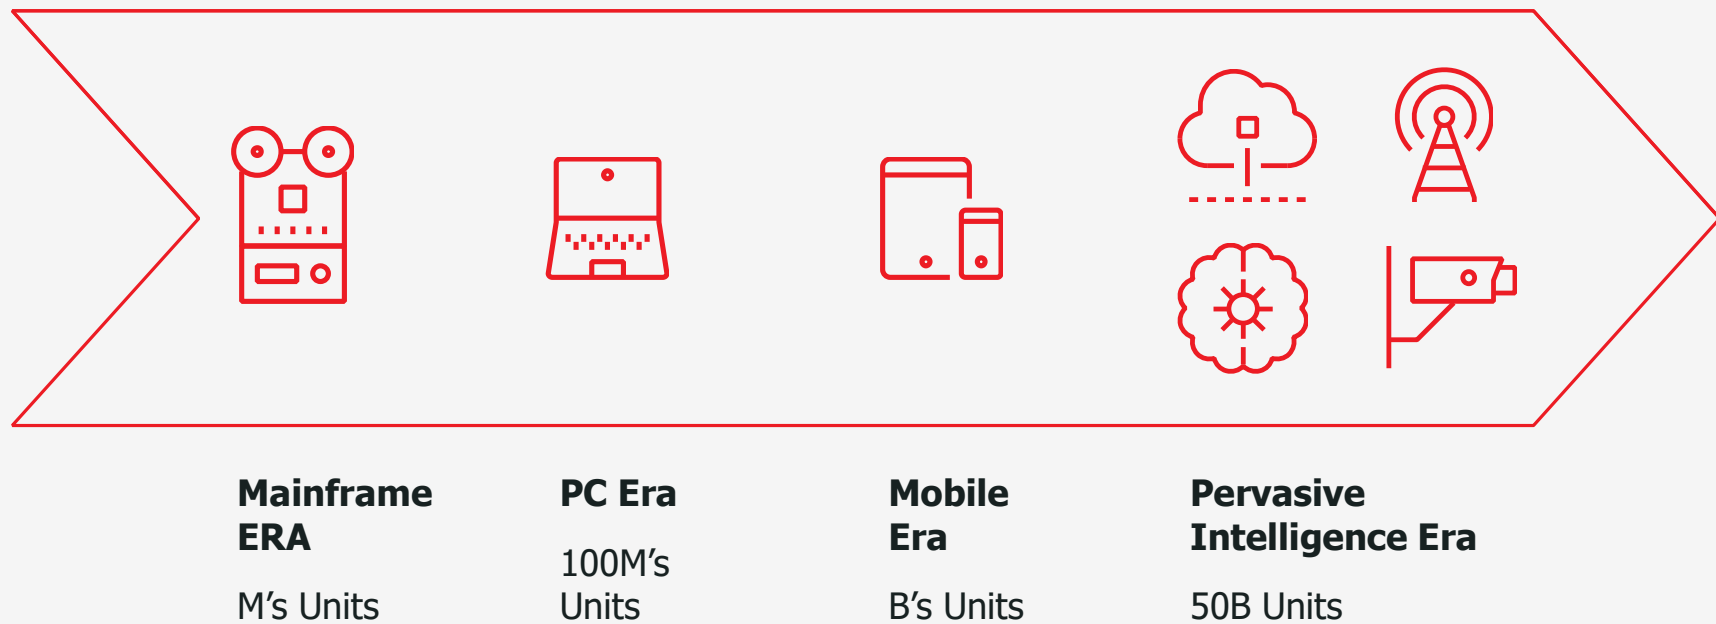 Mainframe
ERA
M’s Units
PC Era
100M’s
Units
Mobile
Era
B’s Units
Pervasive
Intelligence Era
50B Units